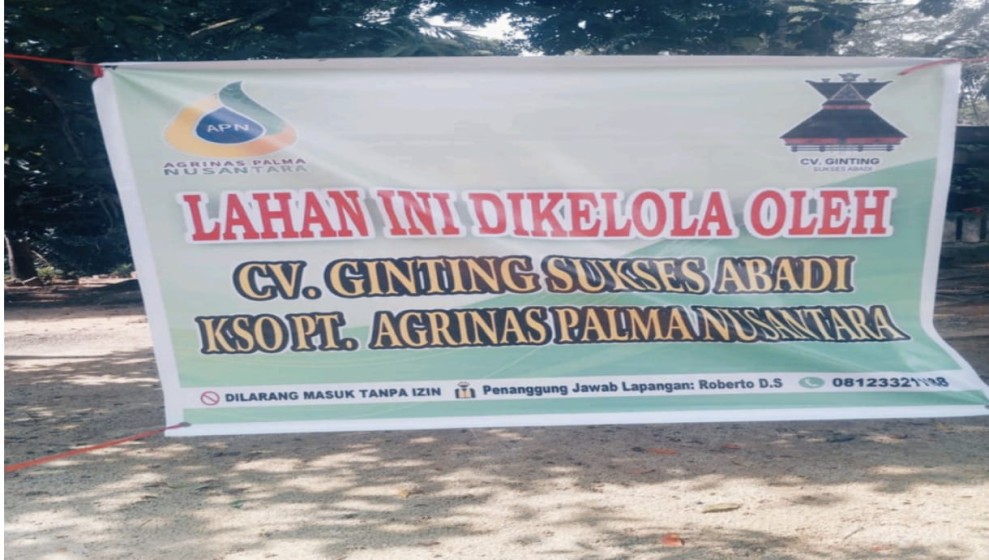 APN
AGRINAS PALMA
NUSANTARA
CV. GINTING
SUKSES ABADI
LAHAN INI DIKELOLA OLEH
CV. GINTING SUKSES ABADI
KSO PT. AGRINAS PALMA NUSANTARA
DILARANG MASUK TANPA IZIN Penanggung Jawab Lapangan: Roberto D.S